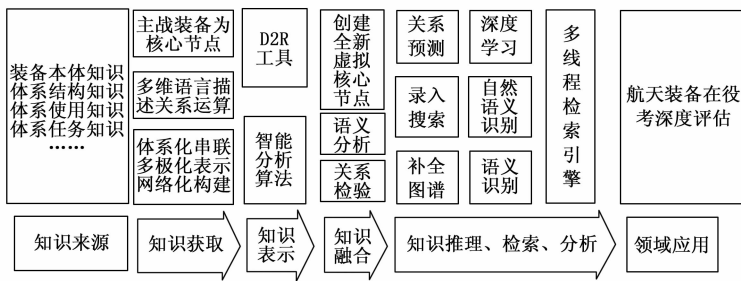 装备本体知识
体系结构知识
体系使用知识
体系任务知识
……
主战装备为
核心节点
多维语言描
述关系运算
体系化串联
多极化表示
网络化构建
D2R
工具
智能
分析
算法
创建
全新
虚拟
核心
节点
语义
分析
关系
检验
关系
预测
录入
搜索
补全
图谱
深度
学习
自然
语义
识别
语义
识别
多
线
程
检
索
引
擎
航天装备在役
考深度评估
知识来源
知识获取
知识
表示
知识
融合
知识推理、检索、分析
领域应用